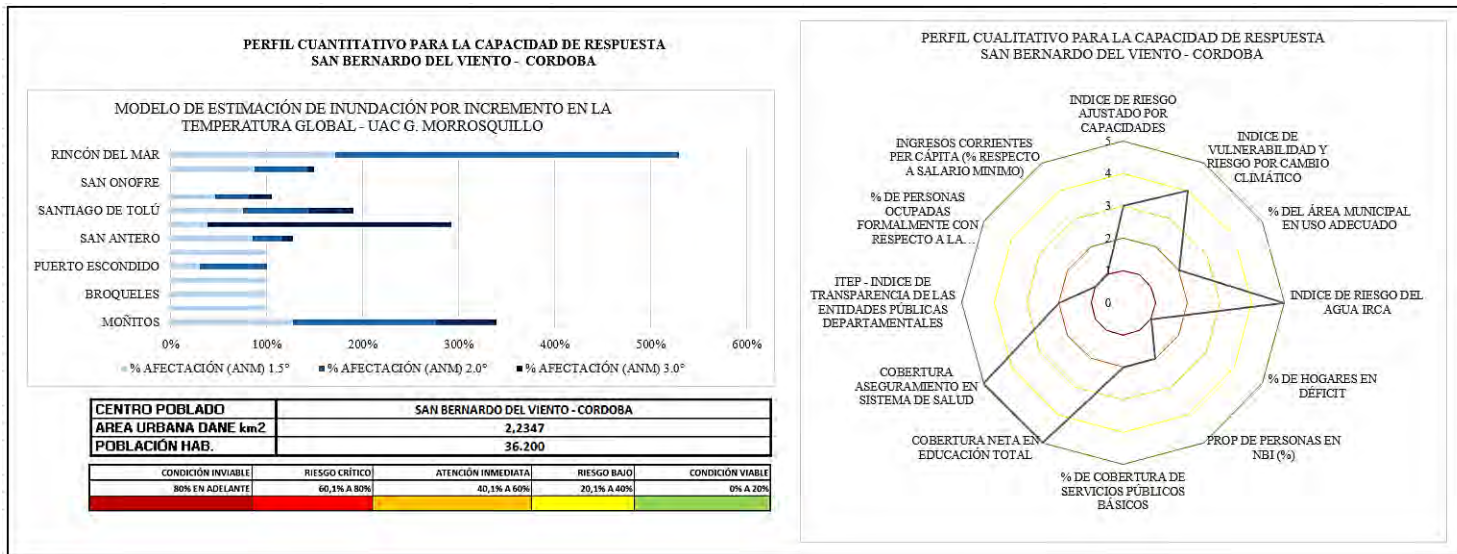 PERFIL CUANTITATIVO PARA LA CAPACIDAD DE RESPUESTA
SAN BERNARDO DEL VIENTO - CORDOBA
MODELO DE ESTIMACIÓN DE INUNDACIÓN POR INCREMENTO EN LA
TEMPERATURA GLOBAL - UAC G. MORROSQUILLO
RINCÓN DEL MAR
SAN ONOFRE
SANTIAGO DE TOLÚ
SAN ANTERO
PUERTO ESCONDIDO
BROQUELES
MOÑITOS
0% 100% 200% 300% 400% 500% 600%
% AFECTACIÓN (ANM) 1.5° % AFECTACIÓN (ANM) 2.0° % AFECTACIÓN (ANM) 3.0°
CENTRO POBLADO SAN BERNARDO DEL VIENTO - CORDOBA
AREA URBANA DANE km2 2,2347
POBLACIÓN HAB. 36.200
CONDICIÓN INVIABLE RIESGO CRÍTICO ATENCIÓN INMEDIATA RIESGO BAJO CONDICIÓN VIABLE
80% EN ADELANTE 60,1% A 80% 40,1% A 60% 20,1% A 40% 0% A 20%
PERFIL CUALITATIVO PARA LA CAPACIDAD DE RESPUESTA
SAN BERNARDO DEL VIENTO - CORDOBA
INDICE DE RIESGO
AJUSTADO POR
CAPACIDADES
INDICE DE
VULNERABILIDAD Y
RIESGO POR CAMBIO
CLIMÁTICO
% DEL ÁREA MUNICIPAL
EN USO ADECUADO
INDICE DE RIESGO DEL
AGUA IRCA
% DE HOGARES EN
DÉFICIT
PROP DE PERSONAS EN
NBI (%)
% DE COBERTURA DE
SERVICIOS PÚBLICOS
BÁSICOS
COBERTURA NETA EN
EDUCACIÓN TOTAL
COBERTURA
ASEGURAMIENTO EN
SISTEMA DE SALUD
ITEP - INDICE DE
TRANSPARENCIA DE LAS
ENTIDADES PÚBLICAS
DEPARTAMENTALES
% DE PERSONAS
OCUPADAS
FORMALMENTE CON
RESPECTO A LA…
INGRESOS CORRIENTES
PER CÁPITA (% RESPECTO
A SALARIO MINIMO)
5
4
3
2
1
0